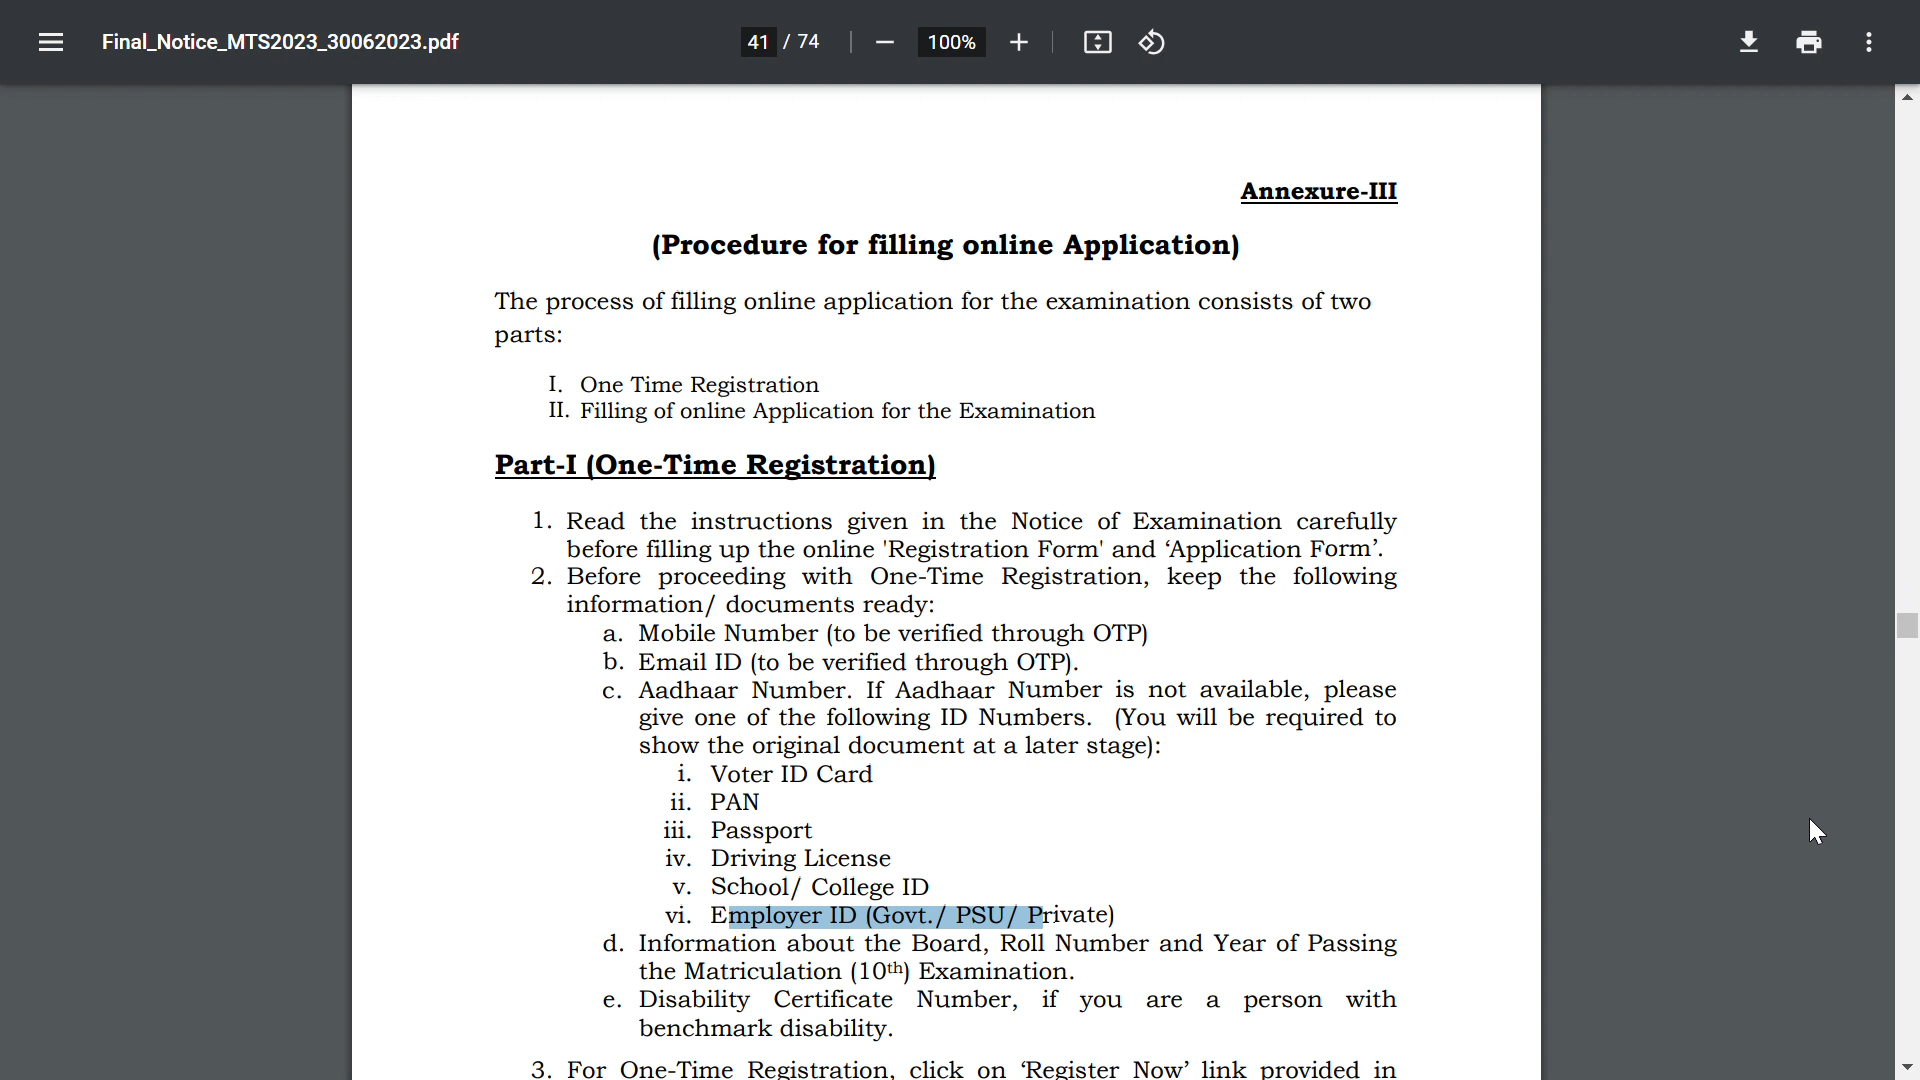 Final_Notice_MTS2023_30062023.pdf
41 / 74
100%
Annexure-III
(Procedure for filling online Application)
The process of filling online application for the examination consists of two
parts:
I. One Time Registration
II. Filling of online Application for the Examination
Part-I (One-Time Registration)
1. Read the instructions given in the Notice of Examination carefully
before filling up the online 'Registration Form' and ‘Application Form’.
2. Before proceeding with One-Time Registration, keep the following
information/ documents ready:
a. Mobile Number (to be verified through OTP)
b. Email ID (to be verified through OTP).
c. Aadhaar Number. If Aadhaar Number is not available, please
give one of the following ID Numbers. (You will be required to
show the original document at a later stage):
i. Voter ID Card
ii. PAN
iii. Passport
iv. Driving License
v. School/ College ID
vi. Employer ID (Govt./ PSU/ Private)
d. Information about the Board, Roll Number and Year of Passing
the Matriculation (10th) Examination.
e. Disability Certificate Number, if you are a person with
benchmark disability.
3. For One-Time Registration, click on ‘Register Now’ link provided in